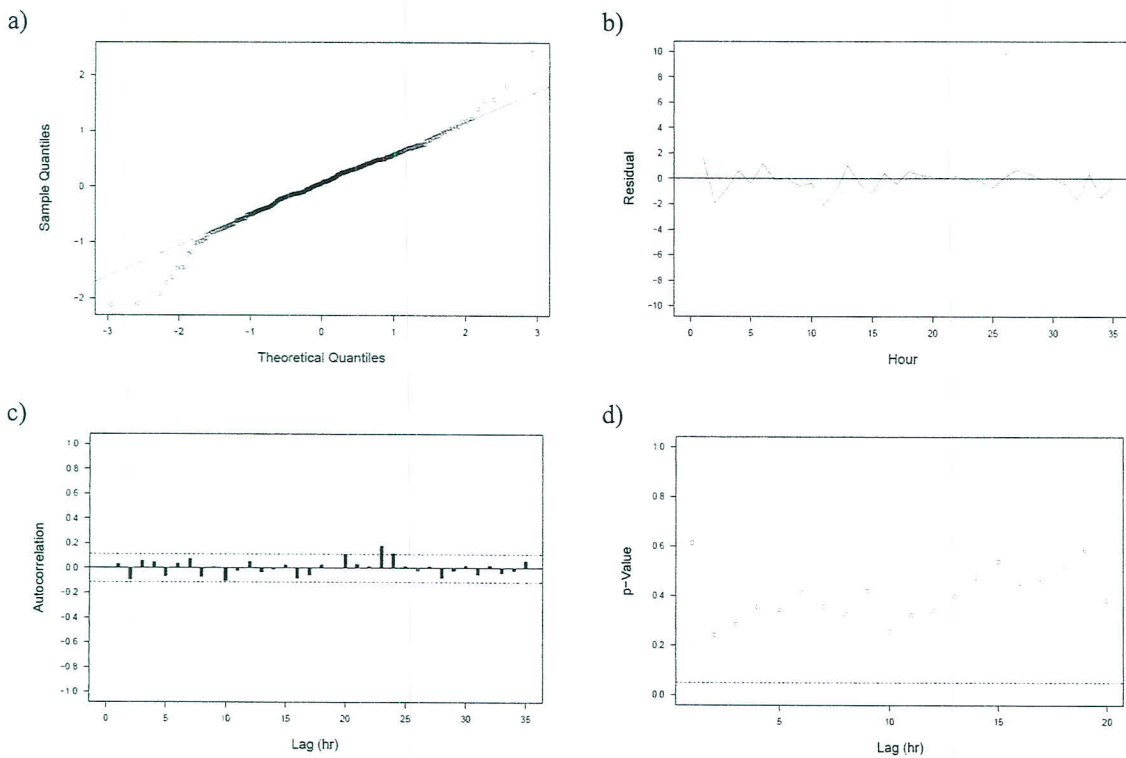 a)
Sample Quantiles
2
1
0
−1
−2
−3 −2 −1 0 1 2 3
Theoretical Quantiles
b)
Residual
10
8
6
4
2
0
−2
−4
−6
−8
−10
0 5 10 15 20 25 30 35
Hour
c)
Autocorrelation
1.0
0.8
0.6
0.4
0.2
0.0
−0.2
−0.4
−0.6
−0.8
−1.0
0 5 10 15 20 25 30 35
Lag (hr)
d)
p−Value
1.0
0.8
0.6
0.4
0.2
0.0
5 10 15 20
Lag (hr)